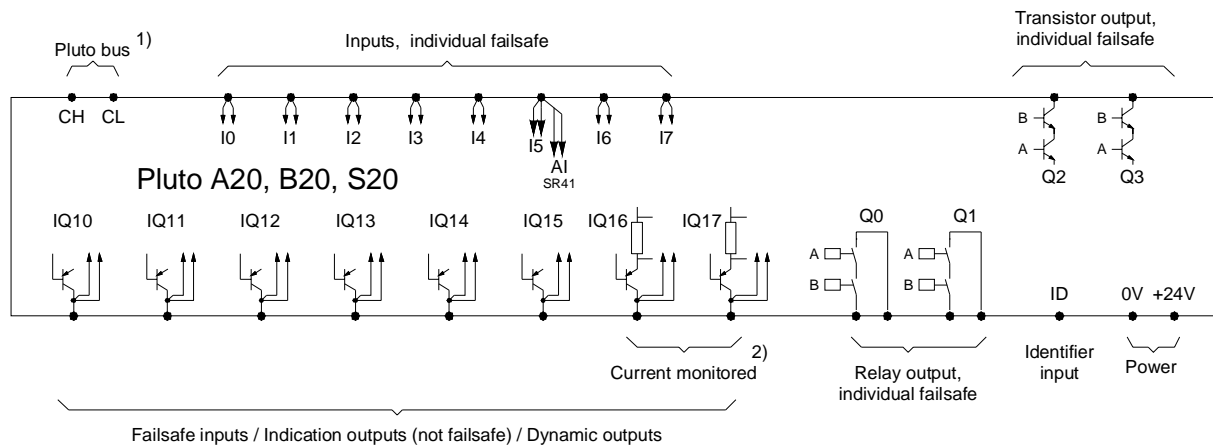 Pluto bus 1)
Inputs, individual failsafe
Transistor output,
individual failsafe
CH CL
I0 I1 I2 I3 I4 I5 I6 I7
AI
SR41
B B
A A
Q2 Q3
Pluto A20, B20, S20
IQ10 IQ11 IQ12 IQ13 IQ14 IQ15 IQ16 IQ17
Q0 Q1
A A
B B
ID 0V +24V
2)
Current monitored
Relay output,
individual failsafe
Identifier
input
Power
Failsafe inputs / Indication outputs (not failsafe) / Dynamic outputs